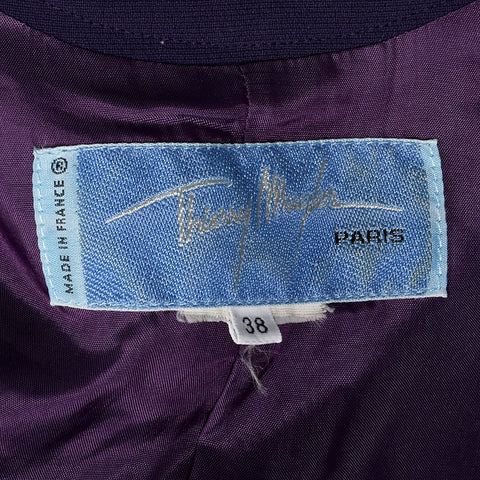 MADE IN FRANCE ®
Thierry Mugler
PARIS
38